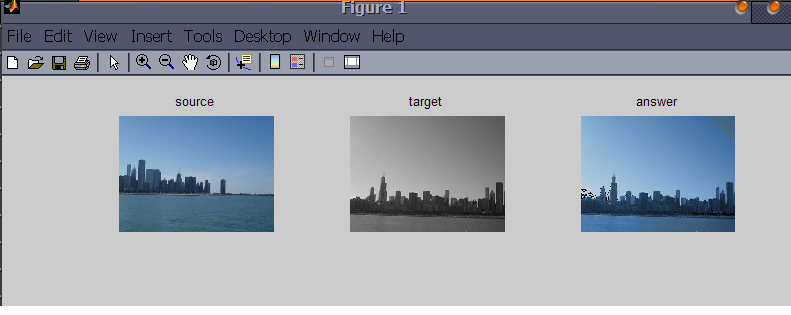 Figure 1
File Edit View Insert Tools Desktop Window Help
source target answer